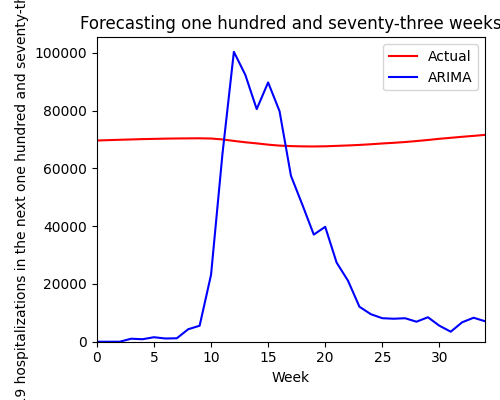 Forecasting one hundred and seventy-three weeks
Actual
ARIMA
100000
80000
60000
40000
20000
0
0 5 10 15 20 25 30
Week
19 hospitalizations in the next one hundred and seventy-th